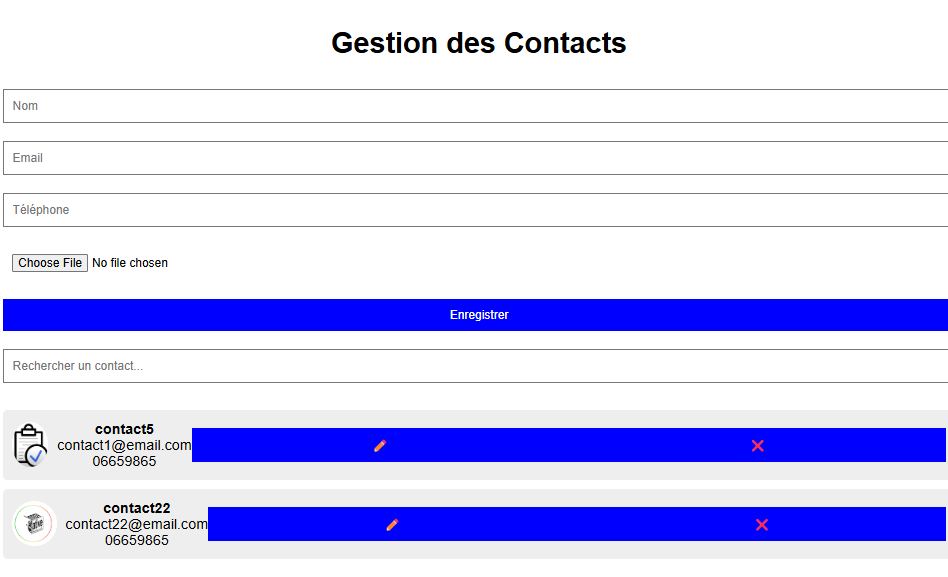 Gestion des Contacts
Nom
Email
Téléphone
Choose File No file chosen
Enregistrer
Rechercher un contact...
contact5
contact1@email.com
06659865
contact22
contact22@email.com
06659865